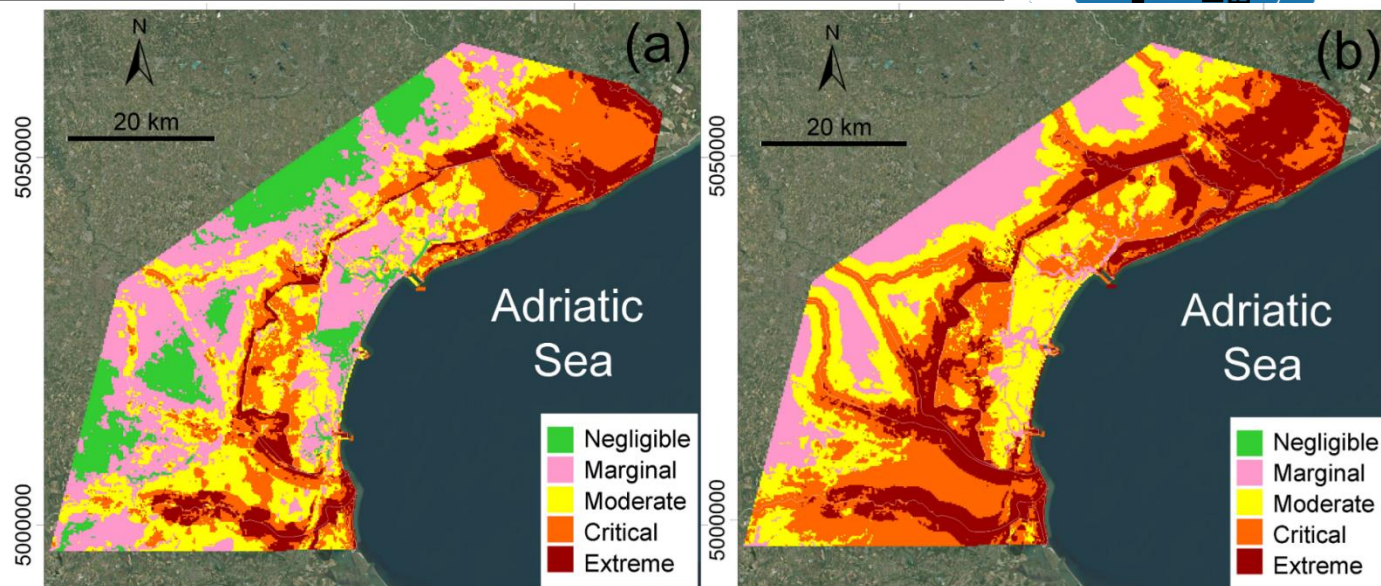 (a)
N
20 km
5050000
5000000
Adriatic
Sea
Negligible
Marginal
Moderate
Critical
Extreme
(b)
N
20 km
5050000
5000000
Adriatic
Sea
Negligible
Marginal
Moderate
Critical
Extreme